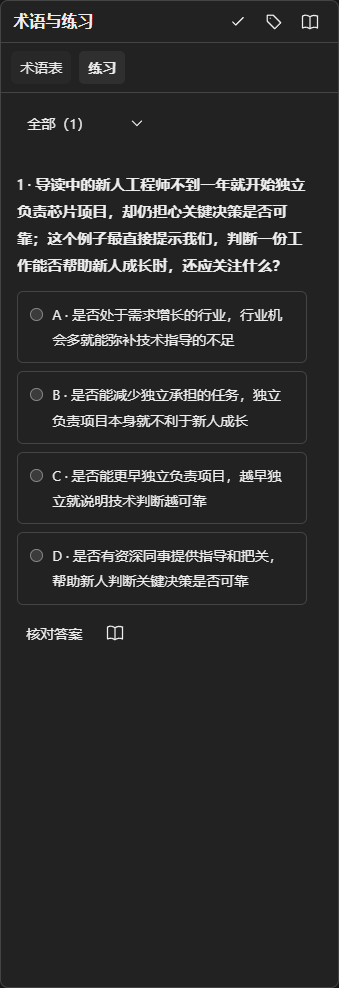 术语与练习
术语表
练习
全部（1）
1 · 导读中的新人工程师不到一年就开始独立
负责芯片项目，却仍担心关键决策是否可
靠；这个例子最直接提示我们，判断一份工
作能否帮助新人成长时，还应关注什么？
A · 是否处于需求增长的行业，行业机
会多就能弥补技术指导的不足
B · 是否能减少独立承担的任务，独立
负责项目本身就不利于新人成长
C · 是否能更早独立负责项目，越早独
立就说明技术判断越可靠
D · 是否有资深同事提供指导和把关，
帮助新人判断关键决策是否可靠
核对答案